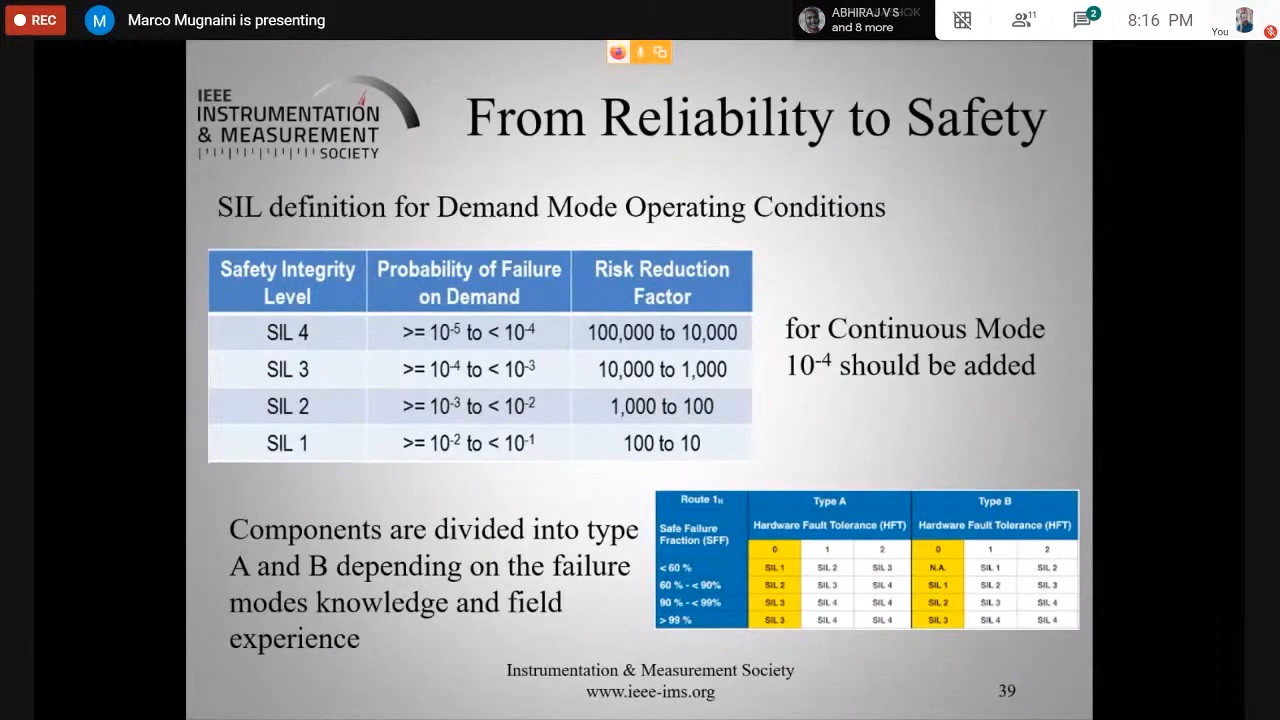 REC
M
Marco Mugnaini is presenting
ABHIRAJ V S
and 8 more
11
2
8:16 PM
You
IEEE
INSTRUMENTATION
& MEASUREMENT
SOCIETY
From Reliability to Safety
SIL definition for Demand Mode Operating Conditions
Safety Integrity Level Probability of Failure on Demand Risk Reduction Factor
SIL 4 >= 10⁻⁵ to < 10⁻⁴ 100,000 to 10,000
SIL 3 >= 10⁻⁴ to < 10⁻³ 10,000 to 1,000
SIL 2 >= 10⁻³ to < 10⁻² 1,000 to 100
SIL 1 >= 10⁻² to < 10⁻¹ 100 to 10
for Continuous Mode
10⁻⁴ should be added
Components are divided into type
A and B depending on the failure
modes knowledge and field
experience
Route 1H Type A Type B
Safe Failure Fraction (SFF) Hardware Fault Tolerance (HFT) Hardware Fault Tolerance (HFT)
0 1 2 0 1 2
< 60 % SIL 1 SIL 2 SIL 3 N.A. SIL 1 SIL 2
60 % - < 90% SIL 2 SIL 3 SIL 4 SIL 1 SIL 2 SIL 3
90 % - < 99% SIL 3 SIL 4 SIL 4 SIL 2 SIL 3 SIL 4
> 99 % SIL 3 SIL 4 SIL 4 SIL 3 SIL 4 SIL 4
Instrumentation & Measurement Society
www.ieee-ims.org
39